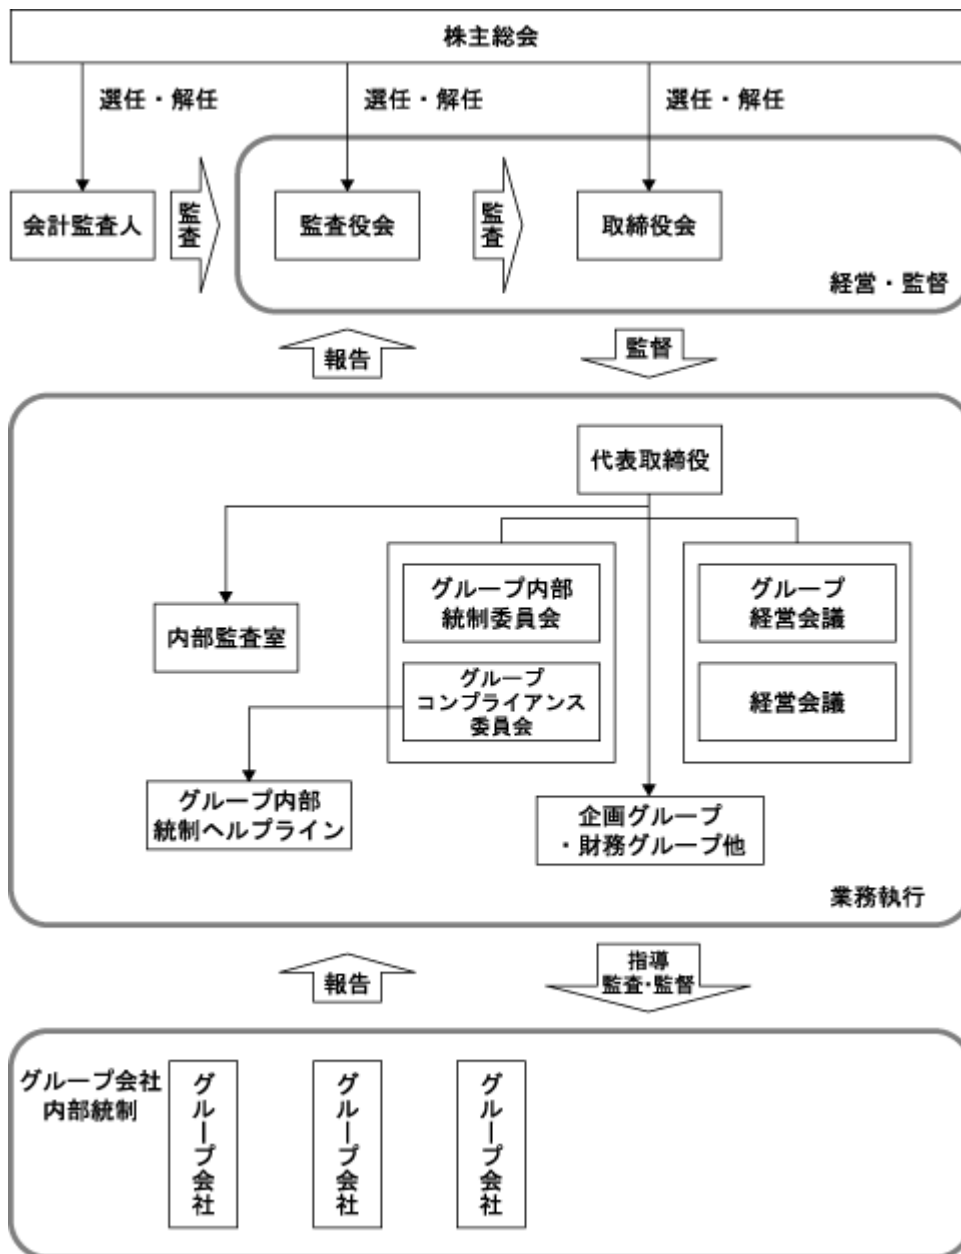 株主総会
選任・解任
選任・解任
選任・解任
会計監査人
監査
監査役会
監査
取締役会
経営・監督
報告
監督
代表取締役
内部監査室
グループ内部
統制委員会
グループ
コンプライアンス
委員会
グループ
経営会議
経営会議
グループ内部
統制ヘルプライン
企画グループ
・財務グループ他
業務執行
報告
指導
監査・監督
グループ会社
内部統制
グループ会社
グループ会社
グループ会社